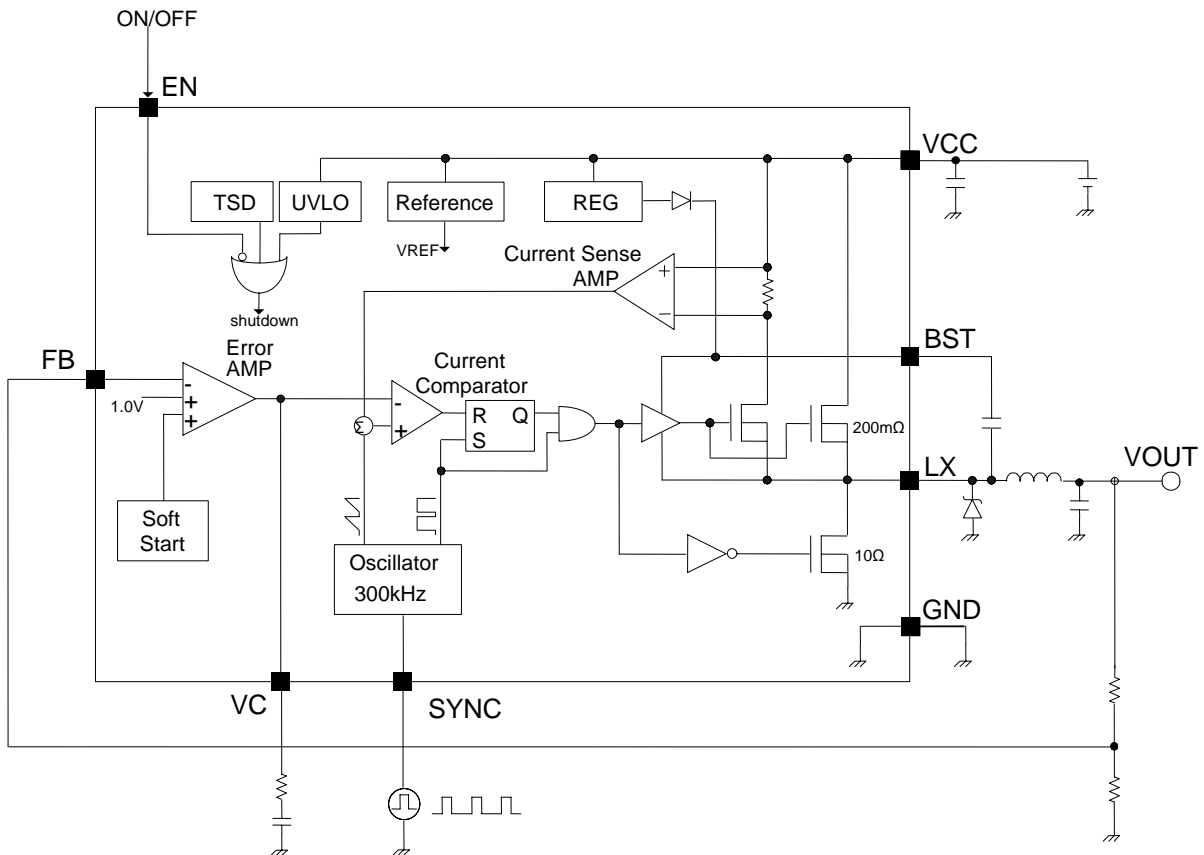 ON/OFF
EN
VCC
TSD
UVLO
Reference
REG
VREF
Current Sense
AMP
+
−
shutdown
BST
FB
Error
AMP
Current
Comparator
-
+
+
1.0V
-
+
Σ
R
Q
S
200mΩ
LX
VOUT
Soft
Start
Oscillator
300kHz
10Ω
GND
VC
SYNC